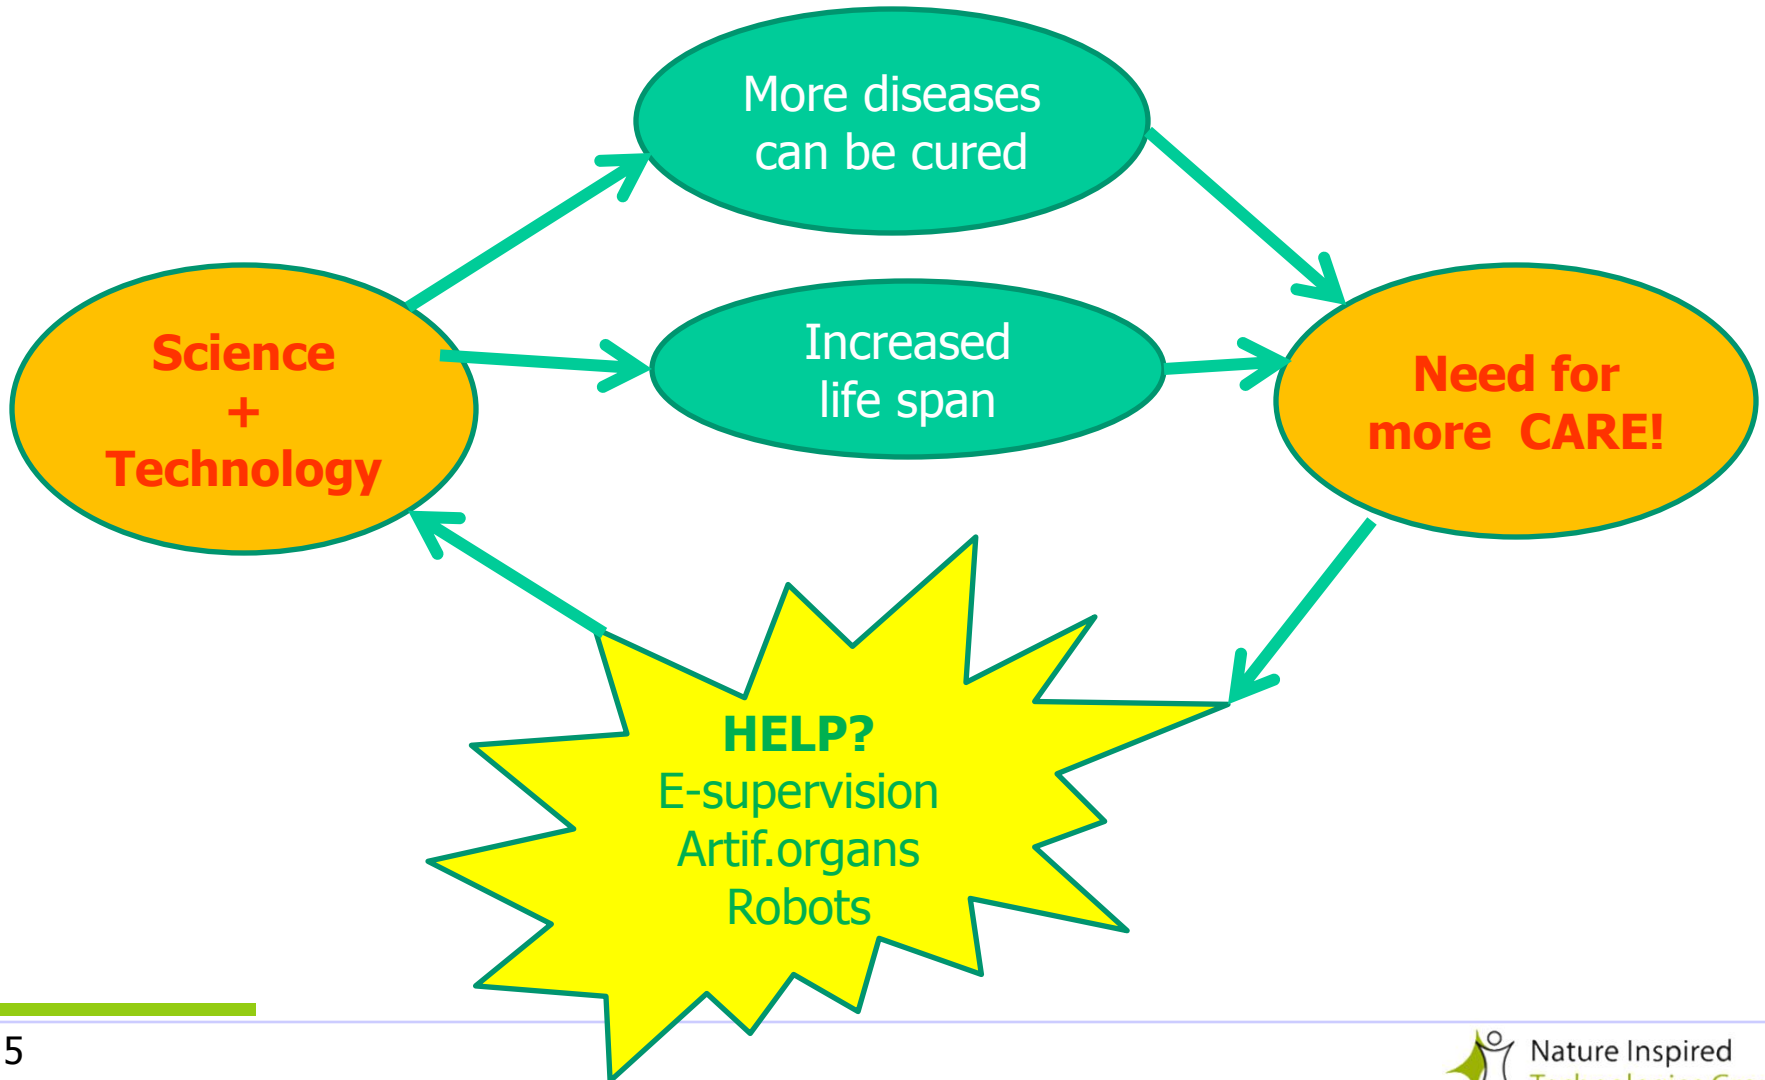 More diseases
can be cured
Science
+
Technology
Increased
life span
Need for
more CARE!
HELP?
E-supervision
Artif.organs
Robots
5
Nature Inspired